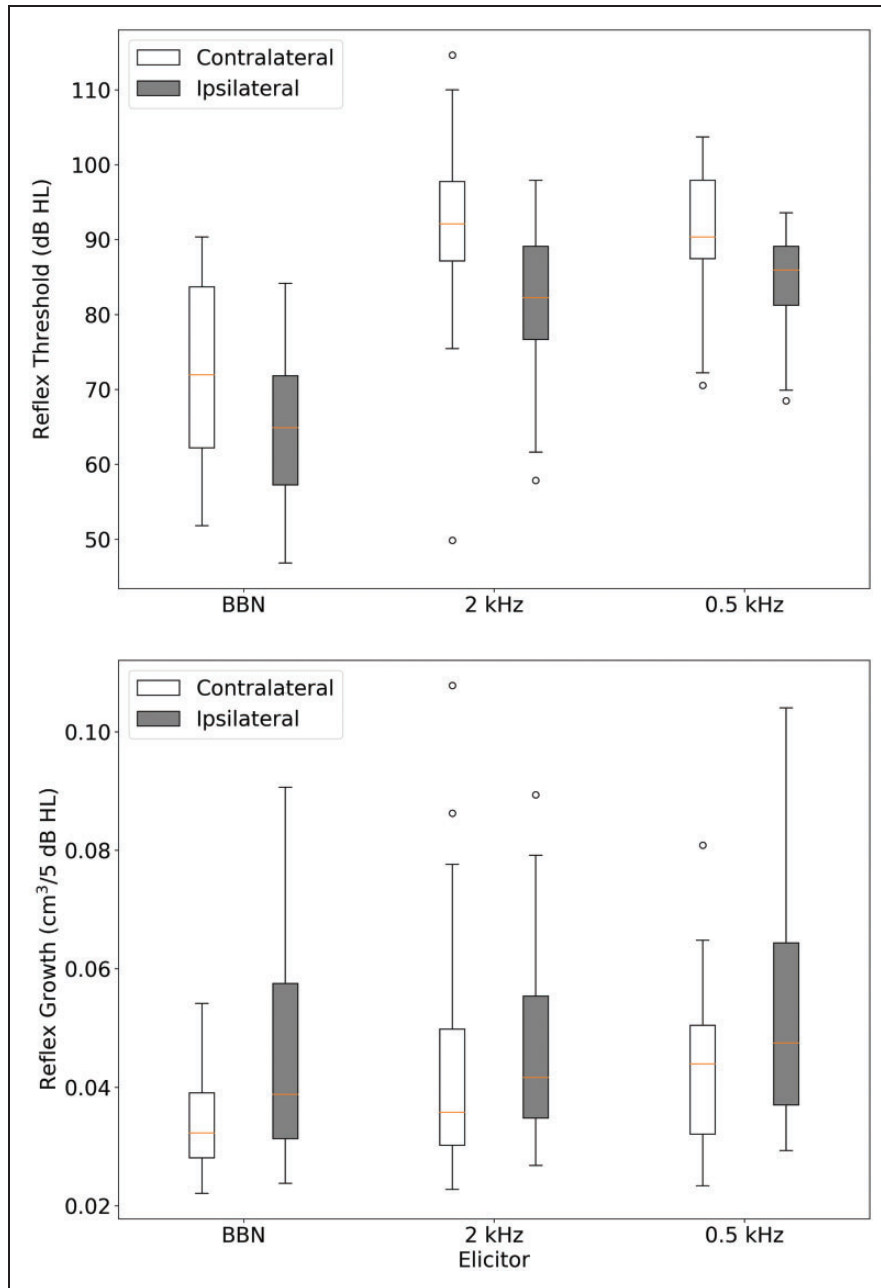 Contralateral
Ipsilateral
110
100
90
80
70
60
50
Reflex Threshold (dB HL)
BBN 2 kHz 0.5 kHz
Contralateral
Ipsilateral
0.10
0.08
0.06
0.04
0.02
Reflex Growth (cm³/5 dB HL)
BBN 2 kHz 0.5 kHz
Elicitor